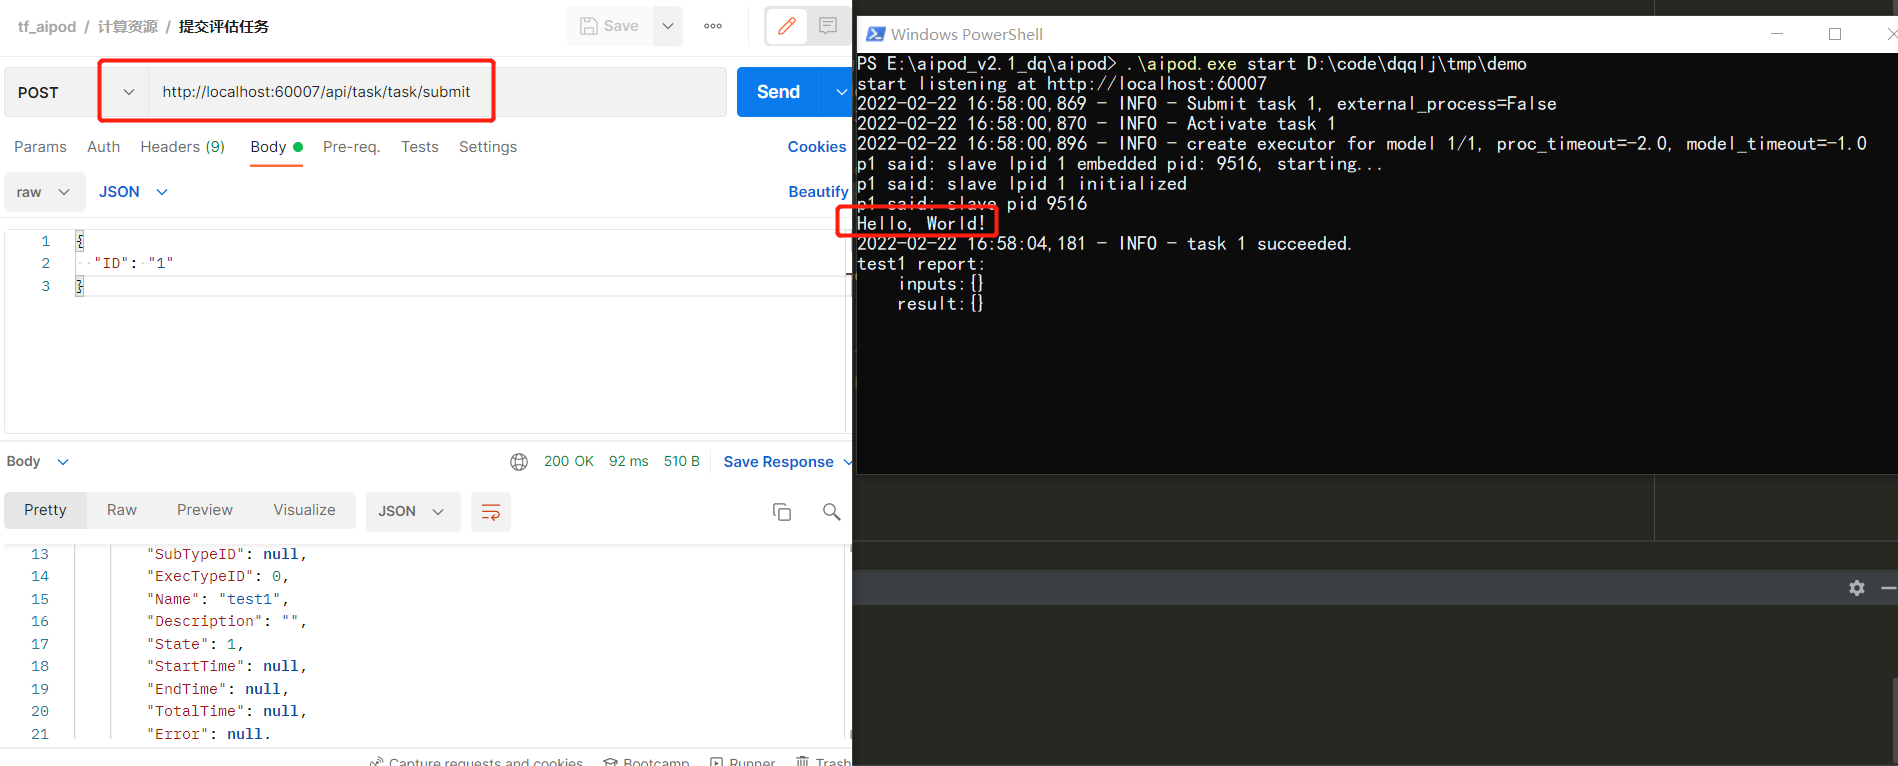 tf_aipod / 计算资源 / 提交评估任务
Save
POST
http://localhost:60007/api/task/task/submit
Send
Params Auth Headers (9) Body Pre-req. Tests Settings Cookies
raw JSON Beautify
1 {
2 "ID": "1"
3 }
Body 200 OK 92 ms 510 B Save Response
Pretty Raw Preview Visualize JSON
13 "SubTypeID": null,
14 "ExecTypeID": 0,
15 "Name": "test1",
16 "Description": "",
17 "State": 1,
18 "StartTime": null,
19 "EndTime": null,
20 "TotalTime": null,
21 "Error": null,
Capture requests and cookies Bootcamp Runner Trash
Windows PowerShell
PS E:\aipod_v2.1_dq\aipod> .\aipod.exe start D:\code\dqqlj\tmp\demo
start listening at http://localhost:60007
2022-02-22 16:58:00,869 - INFO - Submit task 1, external_process=False
2022-02-22 16:58:00,870 - INFO - Activate task 1
2022-02-22 16:58:00,896 - INFO - create executor for model 1/1, proc_timeout=-2.0, model_timeout=-1.0
p1 said: slave lpid 1 embedded pid: 9516, starting...
p1 said: slave lpid 1 initialized
p1 said: slave pid 9516
Hello, World!
2022-02-22 16:58:04,181 - INFO - task 1 succeeded.
test1 report:
inputs:{}
result:{}